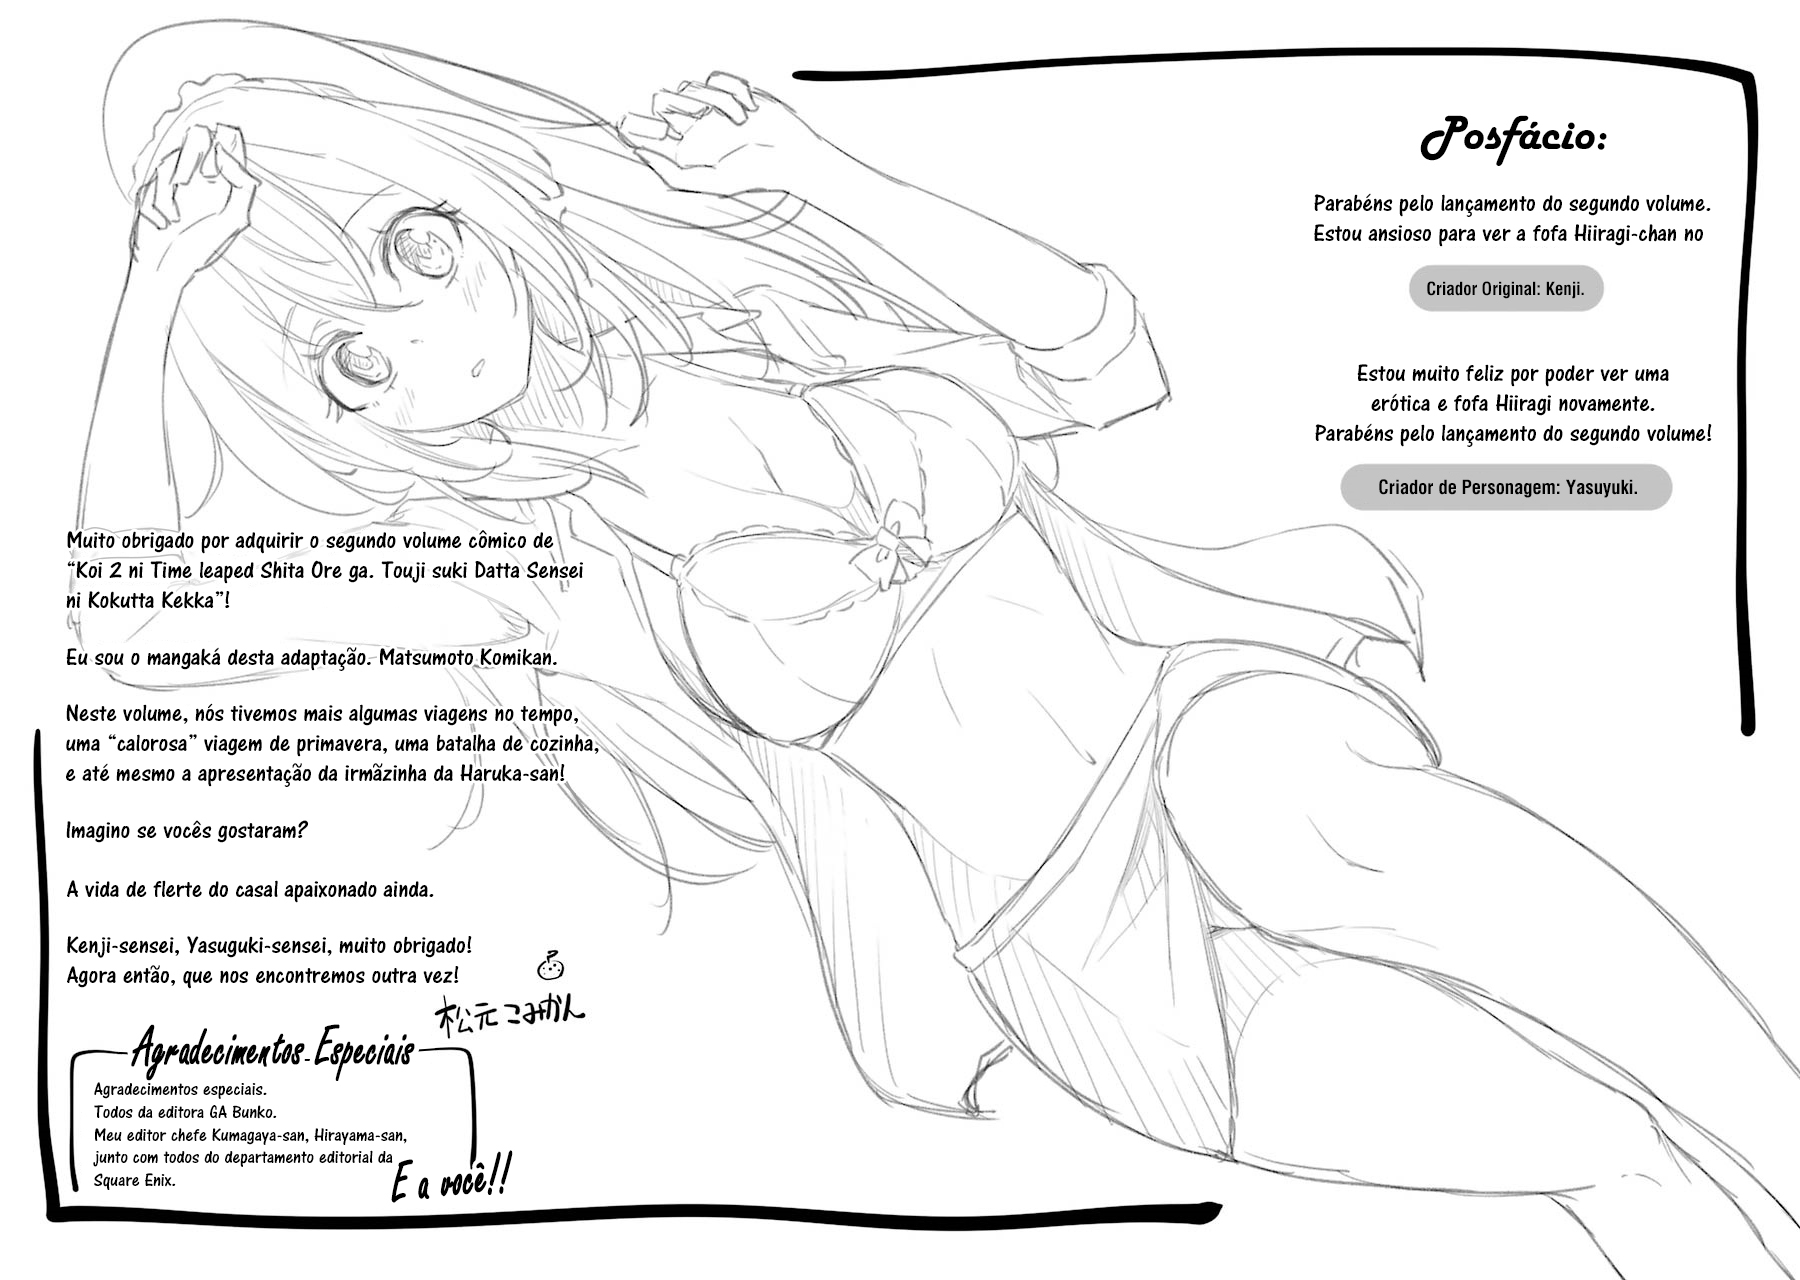 Posfácio:
Parabéns pelo lançamento do segundo volume.
Estou ansioso para ver a fofa Hiiragi-chan no
Criador Original: Kenji.
Estou muito feliz por poder ver uma
erótica e fofa Hiiragi novamente.
Parabéns pelo lançamento do segundo volume!
Criador de Personagem: Yasuyuki.
Muito obrigado por adquirir o segundo volume cômico de
“Koi 2 ni Time leaped Shita Ore ga. Touji suki Datta Sensei
ni Kokutta Kekka”!
Eu sou o mangaká desta adaptação. Matsumoto Komikan.
Neste volume, nós tivemos mais algumas viagens no tempo,
uma “calorosa” viagem de primavera, uma batalha de cozinha,
e até mesmo a apresentação da irmãzinha da Haruka-san!
Imagino se vocês gostaram?
A vida de flerte do casal apaixonado ainda.
Kenji-sensei, Yasuguki-sensei, muito obrigado!
Agora então, que nos encontremos outra vez!
松元こみかん
Agradecimentos Especiais
Agradecimentos especiais.
Todos da editora GA Bunko.
Meu editor chefe Kumagaya-san, Hirayama-san,
junto com todos do departamento editorial da
Square Enix.
E a você!!